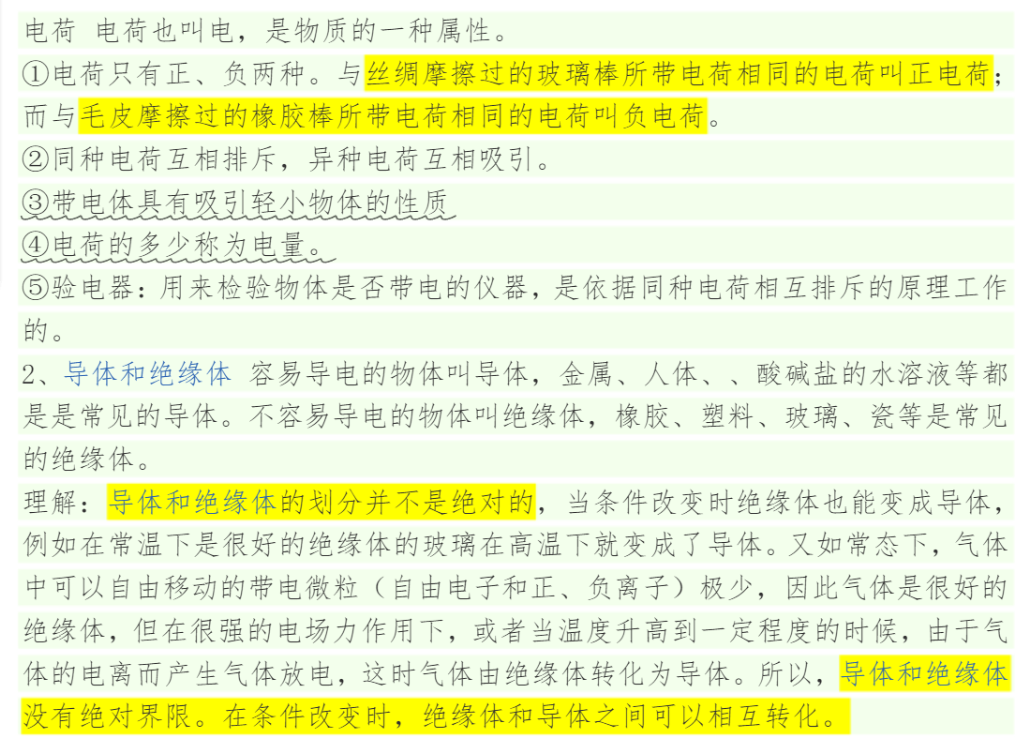 电荷 电荷也叫电，是物质的一种属性。
①电荷只有正、负两种。与丝绸摩擦过的玻璃棒所带电荷相同的电荷叫正电荷；
而与毛皮摩擦过的橡胶棒所带电荷相同的电荷叫负电荷。
②同种电荷互相排斥，异种电荷互相吸引。
③带电体具有吸引轻小物体的性质
④电荷的多少称为电量。
⑤验电器：用来检验物体是否带电的仪器，是依据同种电荷相互排斥的原理工作
的。
2、导体和绝缘体 容易导电的物体叫导体，金属、人体、、酸碱盐的水溶液等都
是是常见的导体。不容易导电的物体叫绝缘体，橡胶、塑料、玻璃、瓷等是常见
的绝缘体。
理解：导体和绝缘体的划分并不是绝对的，当条件改变时绝缘体也能变成导体，
例如在常温下是很好的绝缘体的玻璃在高温下就变成了导体。又如常态下，气体
中可以自由移动的带电微粒（自由电子和正、负离子）极少，因此气体是很好的
绝缘体，但在很强的电场力作用下，或者当温度升高到一定程度的时候，由于气
体的电离而产生气体放电，这时气体由绝缘体转化为导体。所以，导体和绝缘体
没有绝对界限。在条件改变时，绝缘体和导体之间可以相互转化。